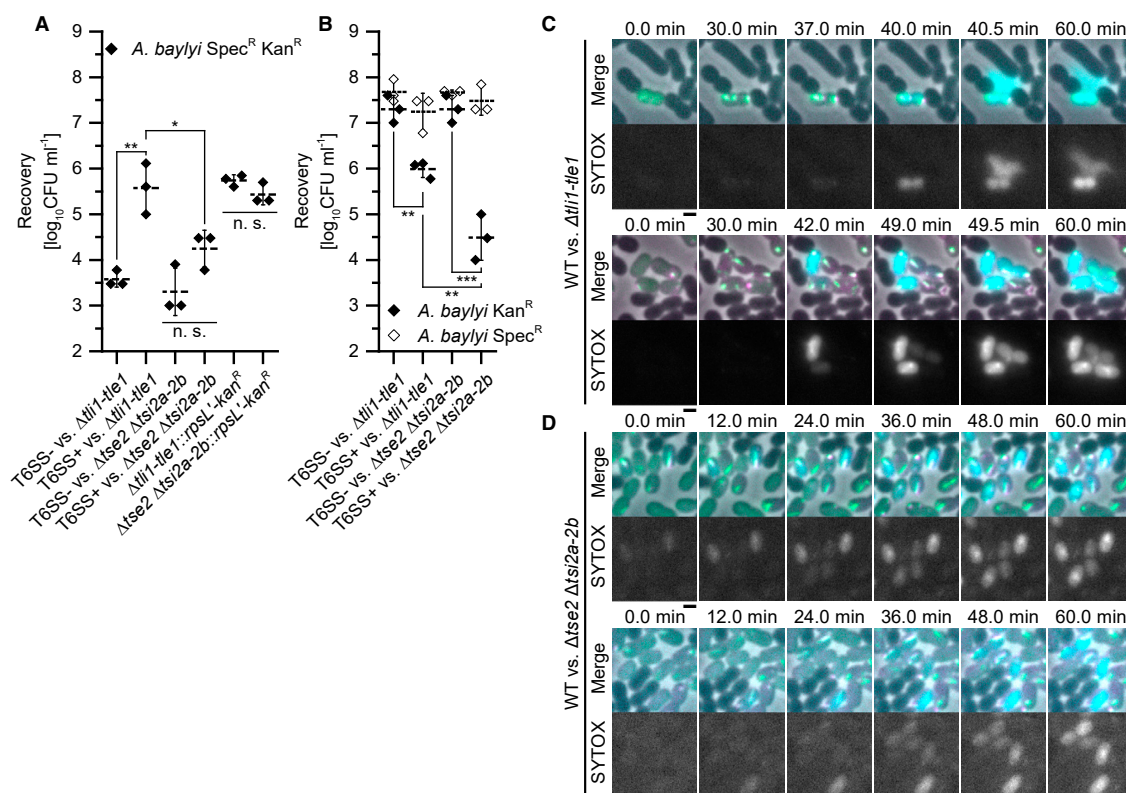 A
9
8
7
6
5
4
3
2
Recovery
[log₁₀CFU ml⁻¹]
A. baylyi Specᴿ Kanᴿ
**
*
n. s.
n. s.
T6SS- vs. Δtli1-tle1
T6SS+ vs. Δtli1-tle1
T6SS- vs. Δtse2 Δtsi2a-2b
T6SS+ vs. Δtse2 Δtsi2a-2b
Δtli1-tle1::rpsL'-kanᴿ
Δtse2 Δtsi2a-2b::rpsL'-kanᴿ
B
9
8
7
6
5
4
3
2
Recovery
[log₁₀CFU ml⁻¹]
**
***
**
A. baylyi Kanᴿ
A. baylyi Specᴿ
T6SS- vs. Δtli1-tle1
T6SS+ vs. Δtli1-tle1
T6SS- vs. Δtse2 Δtsi2a-2b
T6SS+ vs. Δtse2 Δtsi2a-2b
C
WT vs. Δtli1-tle1
0.0 min 30.0 min 37.0 min 40.0 min 40.5 min 60.0 min
Merge
SYTOX
0.0 min 30.0 min 42.0 min 49.0 min 49.5 min 60.0 min
Merge
SYTOX
D
WT vs. Δtse2 Δtsi2a-2b
0.0 min 12.0 min 24.0 min 36.0 min 48.0 min 60.0 min
Merge
SYTOX
0.0 min 12.0 min 24.0 min 36.0 min 48.0 min 60.0 min
Merge
SYTOX